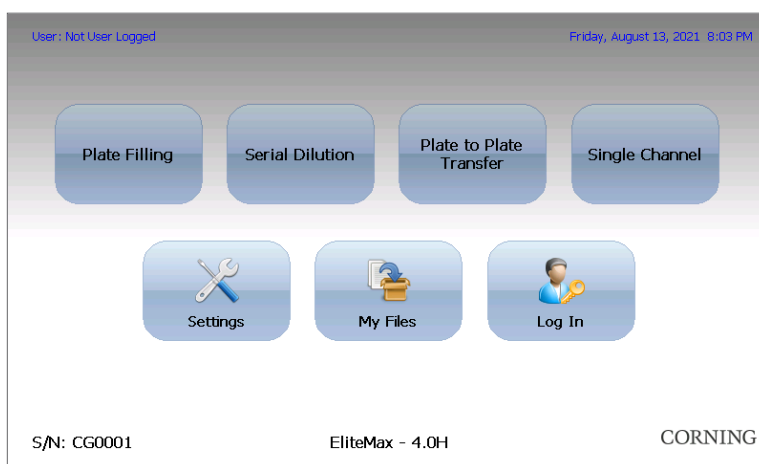 User: Not User Logged
Friday, August 13, 2021 8:03 PM
Plate Filling
Serial Dilution
Plate to Plate
Transfer
Single Channel
Settings
My Files
Log In
S/N: CG0001
EliteMax - 4.0H
CORNING